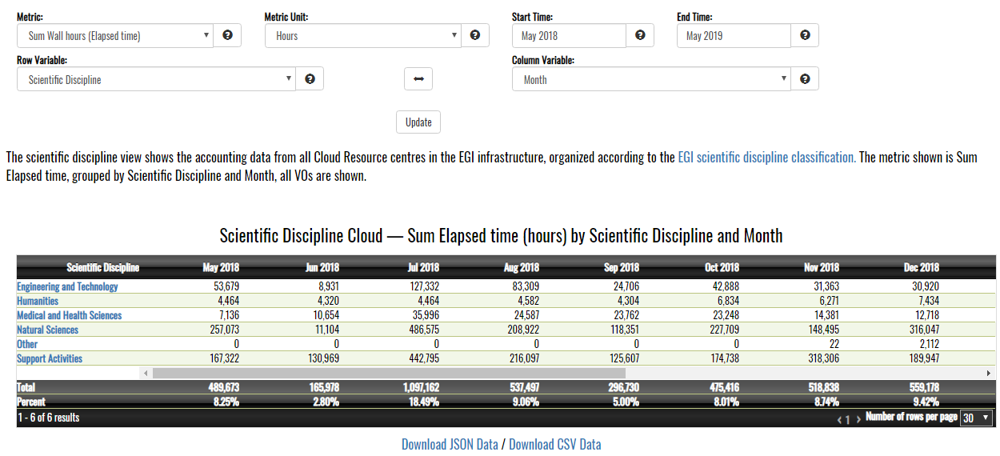 Metric: Metric Unit: Start Time: End Time:
Sum Wall hours (Elapsed time) Hours May 2018 May 2019
Row Variable: Column Variable:
Scientific Discipline Month
Update
The scientific discipline view shows the accounting data from all Cloud Resource centres in the EGI infrastructure, organized according to the EGI scientific discipline classification. The metric shown is Sum
Elapsed time, grouped by Scientific Discipline and Month, all VOs are shown.
Scientific Discipline Cloud — Sum Elapsed time (hours) by Scientific Discipline and Month
Scientific Discipline May 2018 Jun 2018 Jul 2018 Aug 2018 Sep 2018 Oct 2018 Nov 2018 Dec 2018
Engineering and Technology 53,679 8,931 127,332 83,309 24,706 42,888 31,363 30,920
Humanities 4,464 4,320 4,464 4,582 4,304 6,834 6,271 7,434
Medical and Health Sciences 7,136 10,654 35,996 24,587 23,762 23,248 14,381 12,718
Natural Sciences 257,073 11,104 486,575 208,922 118,351 227,709 148,495 316,047
Other 0 0 0 0 0 0 22 2,112
Support Activities 167,322 130,969 442,795 216,097 125,607 174,738 318,306 189,947
Total 489,673 165,978 1,097,162 537,497 296,730 475,416 518,838 559,178
Percent 8.25% 2.80% 18.49% 9.06% 5.00% 8.01% 8.74% 9.42%
1 - 6 of 6 results 1 Number of rows per page 30
Download JSON Data / Download CSV Data